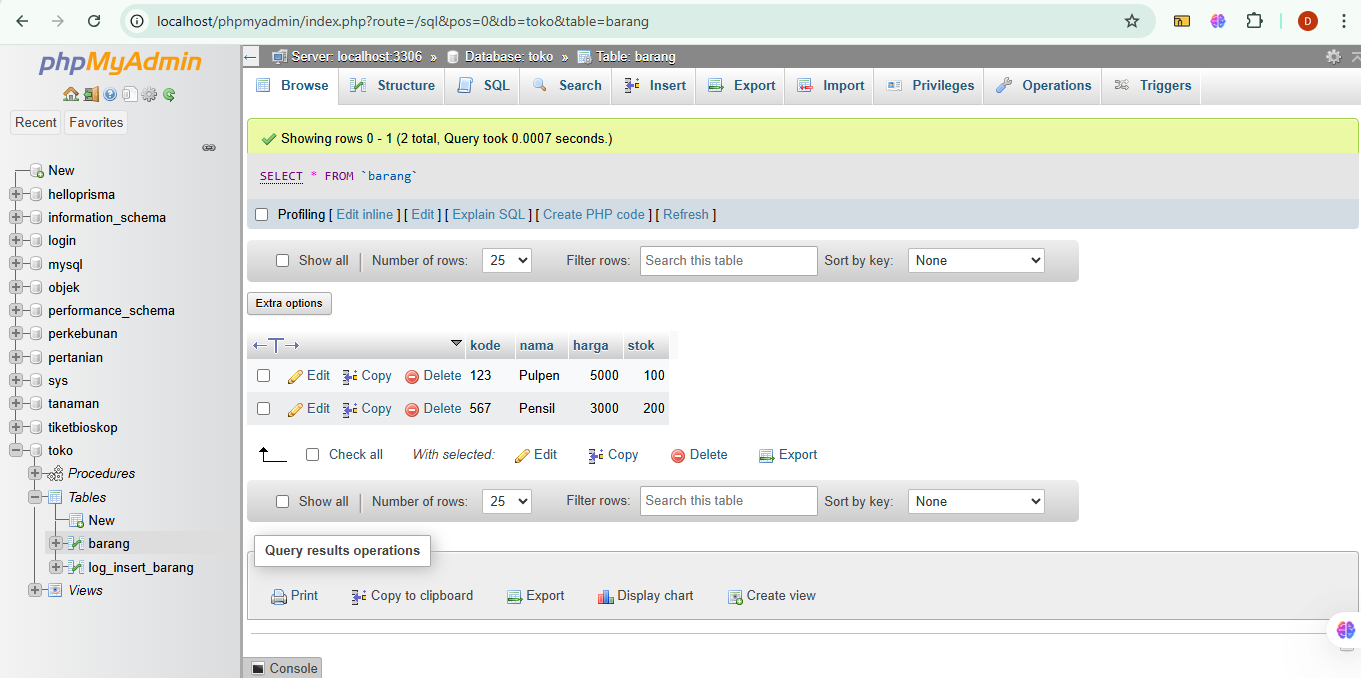 localhost/phpmyadmin/index.php?route=/sql&pos=0&db=toko&table=barang
D
phpMyAdmin
Recent Favorites
New
helloprisma
information_schema
login
mysql
objek
performance_schema
perkebunan
pertanian
sys
tanaman
tiketbioskop
toko
Procedures
Tables
New
barang
log_insert_barang
Views
Server: localhost:3306 » Database: toko » Table: barang
Browse Structure SQL Search Insert Export Import Privileges Operations Triggers
Showing rows 0 - 1 (2 total, Query took 0.0007 seconds.)
SELECT * FROM `barang`
Profiling [ Edit inline ] [ Edit ] [ Explain SQL ] [ Create PHP code ] [ Refresh ]
Show all Number of rows: 25 Filter rows: Search this table Sort by key: None
Extra options
←T→ kode nama harga stok
Edit Copy Delete 123 Pulpen 5000 100
Edit Copy Delete 567 Pensil 3000 200
Check all With selected: Edit Copy Delete Export
Show all Number of rows: 25 Filter rows: Search this table Sort by key: None
Query results operations
Print Copy to clipboard Export Display chart Create view
Console